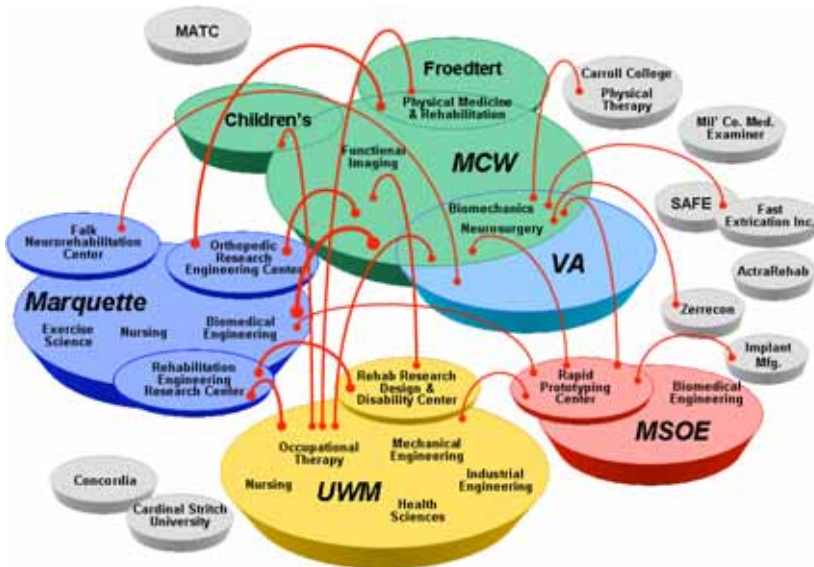 MATC
Froedtert
Carroll College
Physical
Therapy
Physical Medicine
& Rehabilitation
Children's
Mil' Co. Med.
Examiner
Functional
Imaging
MCW
SAFE
Fast
Extrication Inc.
Biomechanics
Neurosurgery
Falk
Neurorehabilitation
Center
Orthopedic
Research
Engineering Center
VA
ActraRehab
Marquette
Zerrecon
Exercise
Science
Nursing
Biomedical
Engineering
Implant
Mfg.
Rehabilitation
Engineering
Research Center
Rehab Research
Design &
Disability Center
Rapid
Prototyping
Center
Biomedical
Engineering
MSOE
Occupational
Therapy
Mechanical
Engineering
Nursing
UWM
Industrial
Engineering
Health
Sciences
Concordia
Cardinal Stritch
University